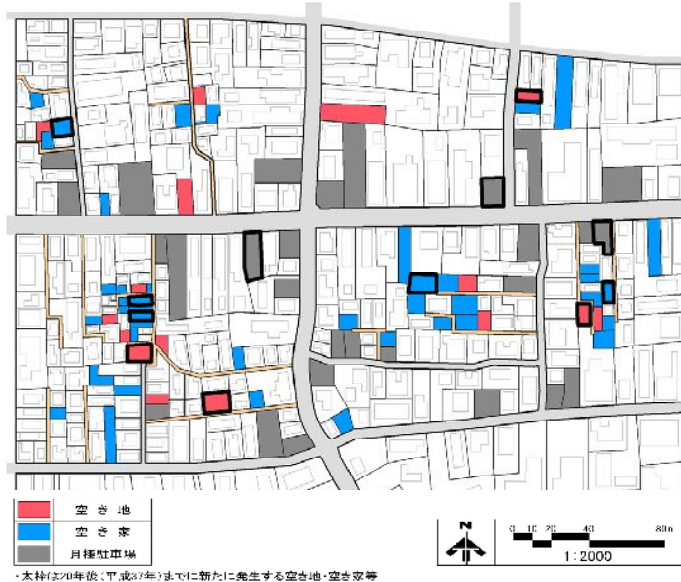 空き地
空き家
月極駐車場
N
0 10 20 40 80m
1:2000
・太枠は20年後(平成37年)までに新たに発生する空き地・空き家等